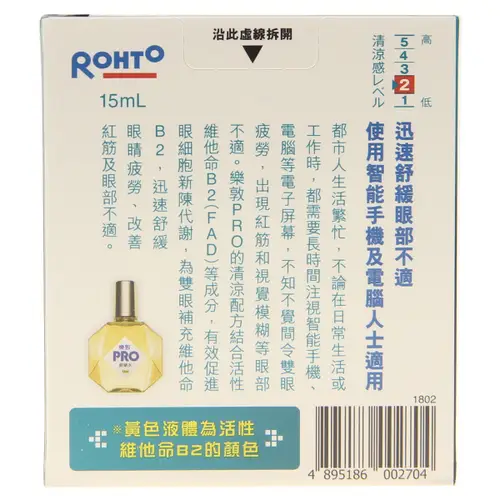 沿此虛線拆開
ROHTO
15mL
高
5
4
3
2
1
低
清涼感レベル
迅速舒緩眼部不適
使用智能手機及電腦人士適用
都市人生活繁忙，不論在日常生活或
工作時，都需要長時間注視智能手機、
電腦等電子屏幕，不知不覺間令雙眼
疲勞，出現紅筋和視覺模糊等眼部
不適。樂敦PRO的清涼配方結合活性
維他命B2(FAD)等成分，有效促進
眼細胞新陳代謝，為雙眼補充維他命
B2，迅速舒緩
眼睛疲勞、改善
紅筋及眼部不適。
樂敦
PRO
※黃色液體為活性
維他命B2的顏色
1802
4 895186 002704